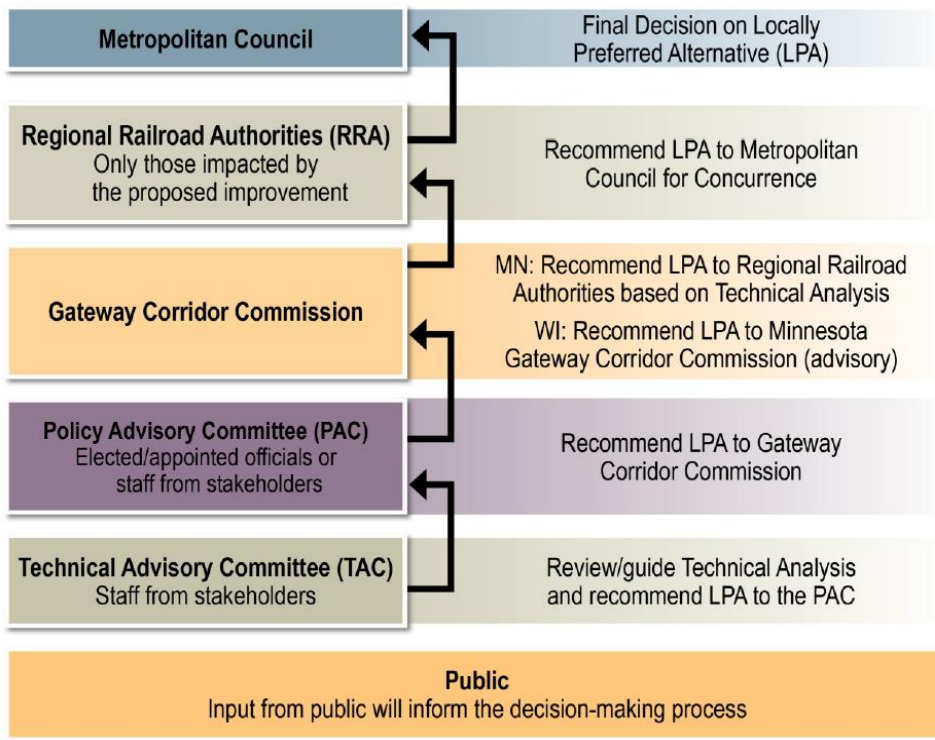 Metropolitan Council
Final Decision on Locally
Preferred Alternative (LPA)
Regional Railroad Authorities (RRA)
Only those impacted by
the proposed improvement
Recommend LPA to Metropolitan
Council for Concurrence
Gateway Corridor Commission
MN: Recommend LPA to Regional Railroad
Authorities based on Technical Analysis
WI: Recommend LPA to Minnesota
Gateway Corridor Commission (advisory)
Policy Advisory Committee (PAC)
Elected/appointed officials or
staff from stakeholders
Recommend LPA to Gateway
Corridor Commission
Technical Advisory Committee (TAC)
Staff from stakeholders
Review/guide Technical Analysis
and recommend LPA to the PAC
Public
Input from public will inform the decision-making process